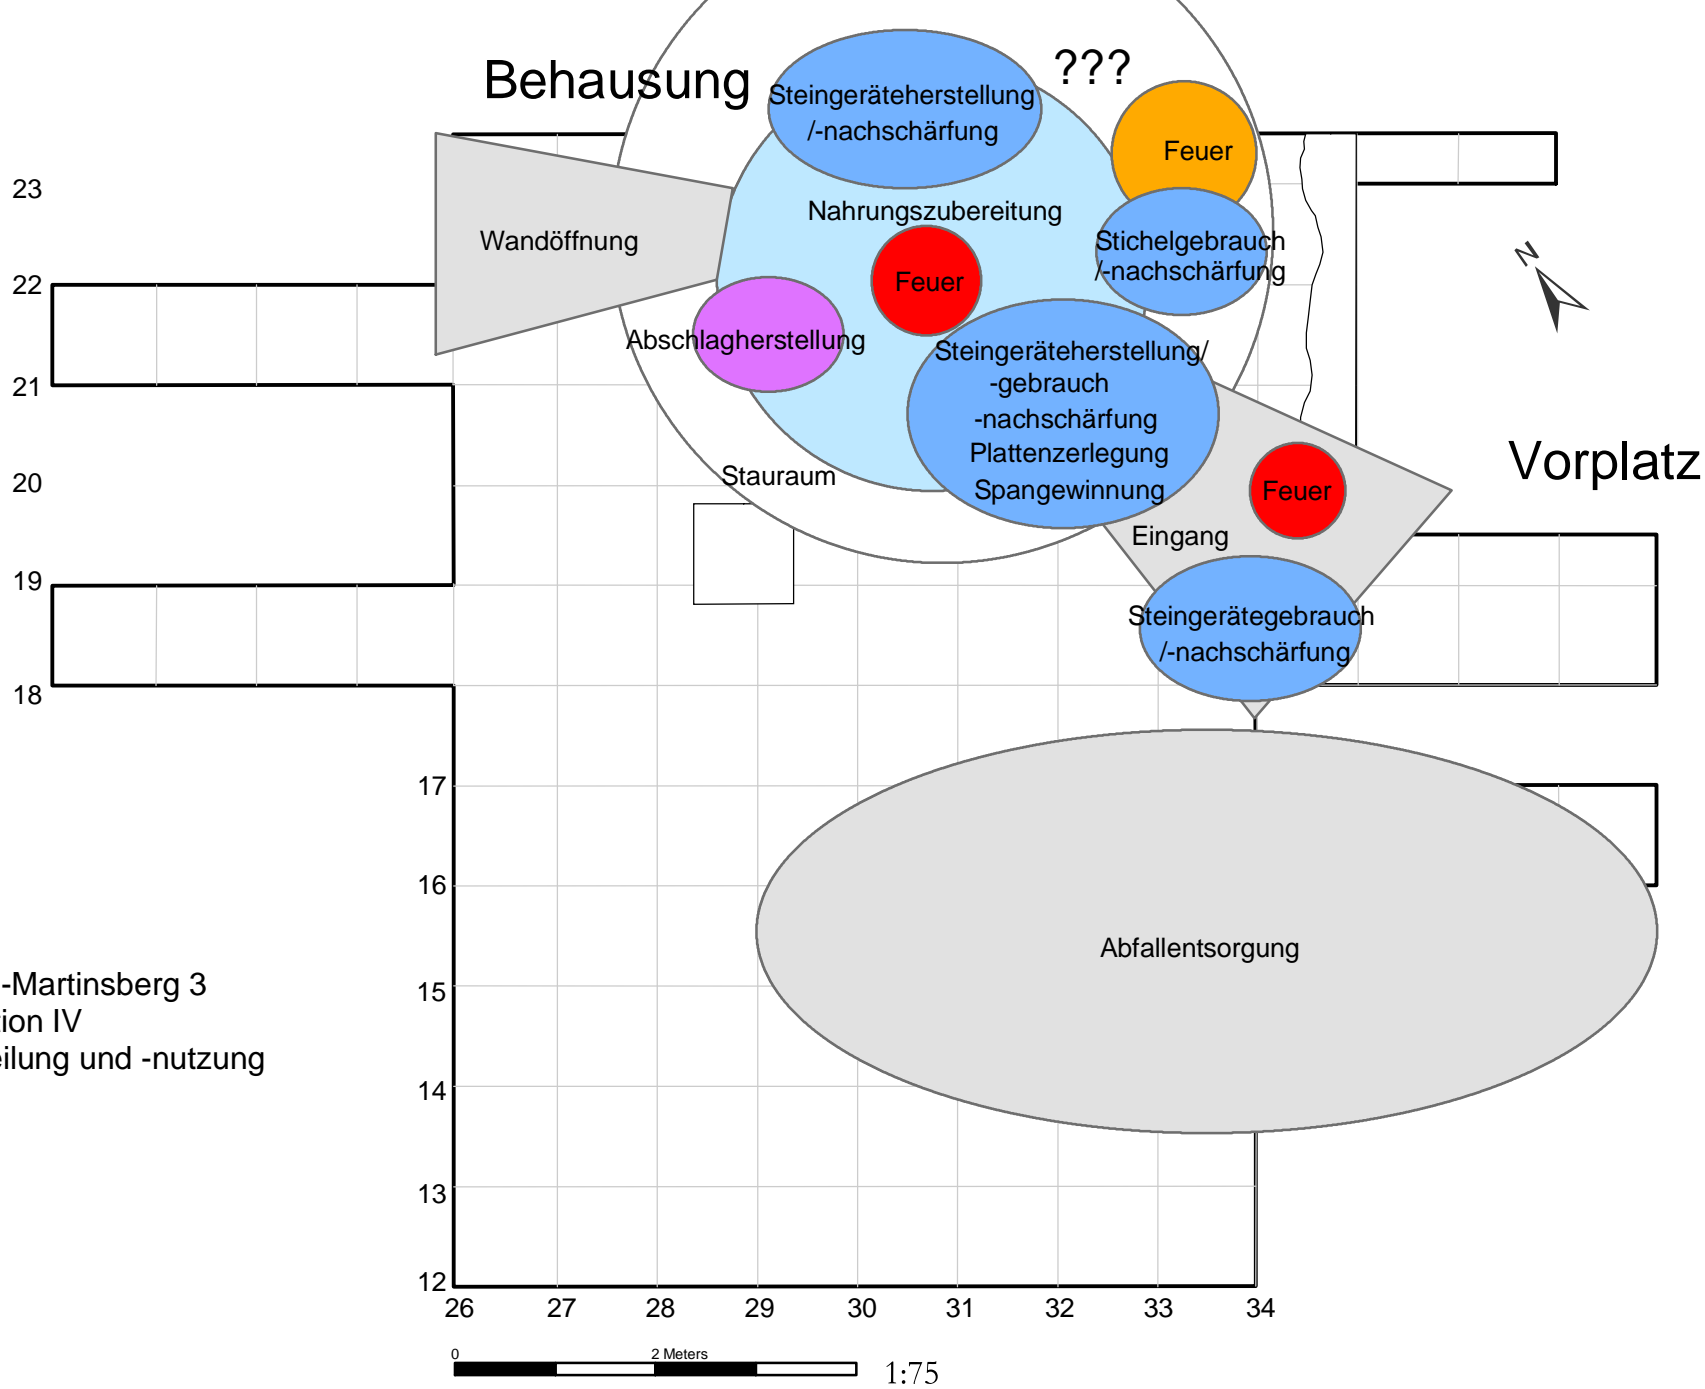 Behausung
???
Steingeräteherstellung
/-nachschärfung
Feuer
Nahrungszubereitung
Wandöffnung
Stichelgebrauch
/-nachschärfung
Feuer
N
Abschlagherstellung
Steingeräteherstellung/
-gebrauch
-nachschärfung
Plattenzerlegung
Spangewinnung
Stauraum
Vorplatz
Feuer
Eingang
Steingerätegebrauch
/-nachschärfung
Abfallentsorgung
23
22
21
20
19
18
17
16
15
14
13
12
26 27 28 29 30 31 32 33 34
-Martinsberg 3
tion IV
eilung und -nutzung
0 2 Meters
1:75